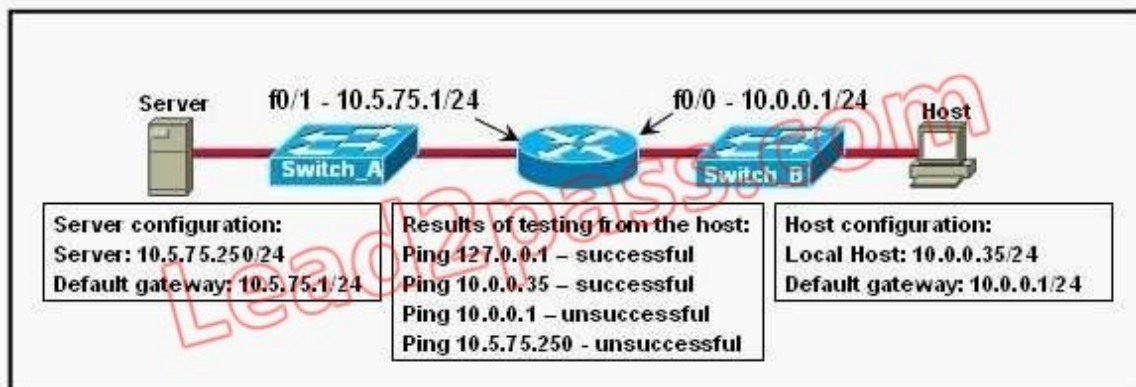 Server
f0/1 - 10.5.75.1/24
f0/0 - 10.0.0.1/24
Host
Switch_A
Switch_B
Server configuration:
Server: 10.5.75.250/24
Default gateway: 10.5.75.1/24
Results of testing from the host:
Ping 127.0.0.1 – successful
Ping 10.0.0.35 – successful
Ping 10.0.0.1 – unsuccessful
Ping 10.5.75.250 - unsuccessful
Host configuration:
Local Host: 10.0.0.35/24
Default gateway: 10.0.0.1/24
Lead2pass.com